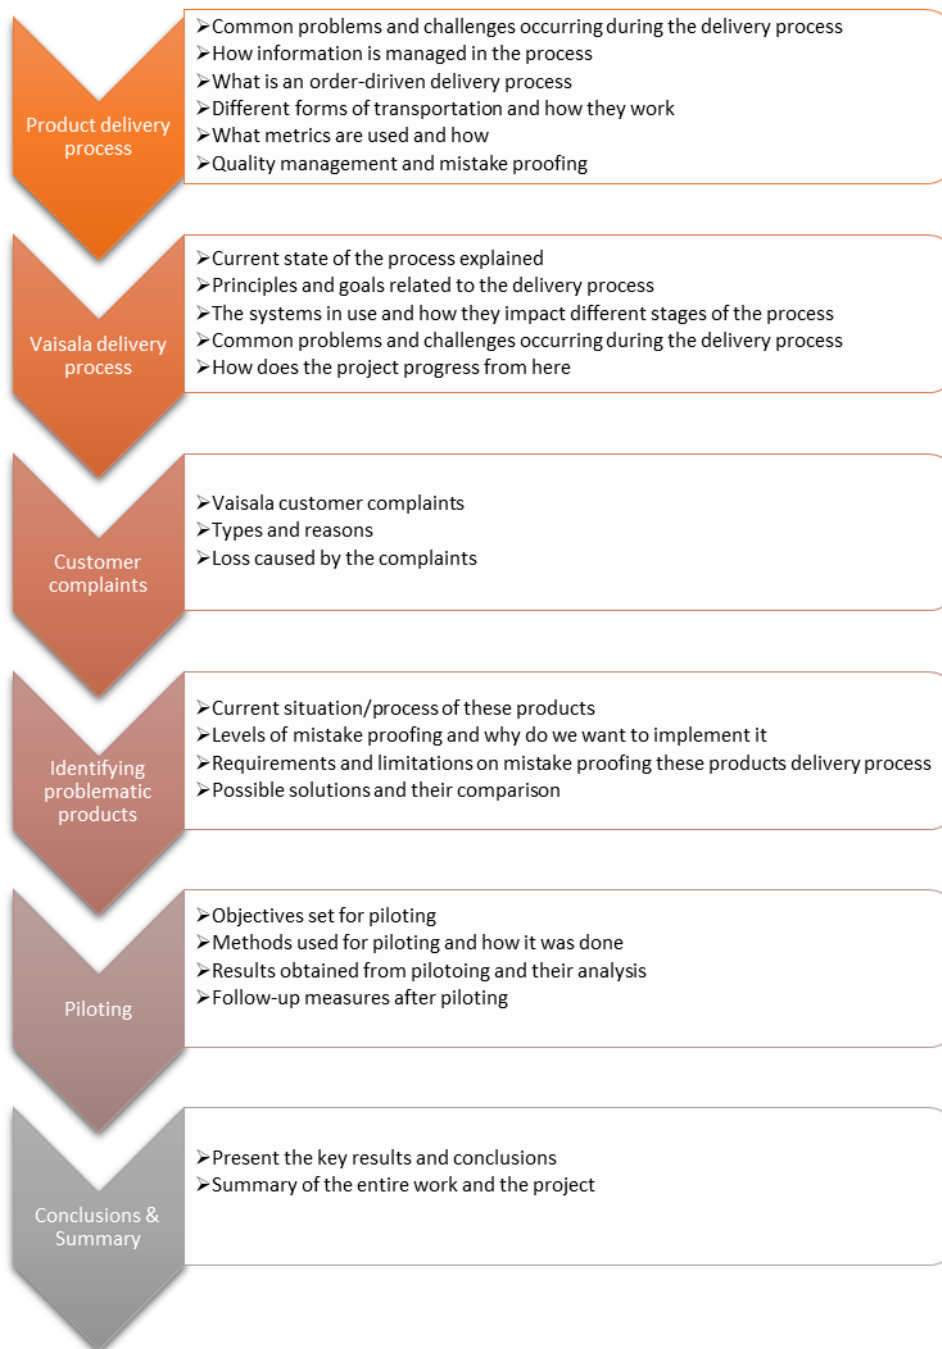 Product delivery
process
➢Common problems and challenges occurring during the delivery process
➢How information is managed in the process
➢What is an order-diriven delivery process
➢Different forms of transportation and how they work
➢What metrics are used and how
➢Quality management and mistake proofing
Vaisala delivery
process
➢Current state of the process explained
➢Principles and goals related to the delivery process
➢The systems in use and how they impact different stages of the process
➢Common problems and challenges occurring during the delivery process
➢How does the project progress from here
Customer
complaints
➢Vaisala customer complaints
➢Types and reasons
➢Loss caused by the complaints
Identifying
problematic
products
➢Current situation/process of these products
➢Levels of mistake proofing and why do we want to implement it
➢Requirements and limitations on mistake proofing these products delivery process
➢Possible solutions and their comparison
Piloting
➢Objectives set for piloting
➢Methods used for piloting and how it was done
➢Results obtained from pilotoing and their analysis
➢Follow-up measures after piloting
Conclusions &
Summary
➢Present the key results and conclusions
➢Summary of the entire work and the project